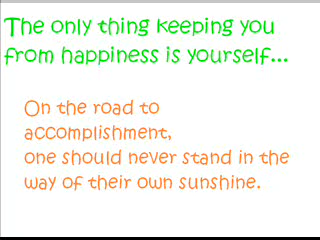 The only thing keeping you
from happiness is yourself...
On the road to
accomplishment,
one should never stand in the
way of their own sunshine.